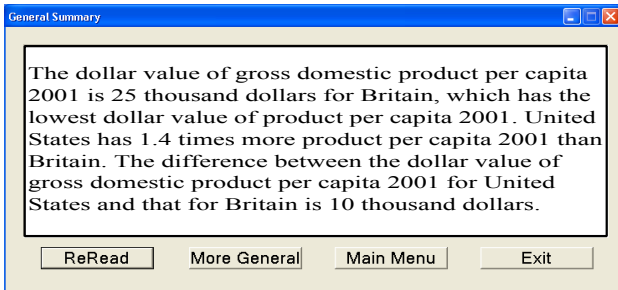 General Summary
The dollar value of gross domestic product per capita
2001 is 25 thousand dollars for Britain, which has the
lowest dollar value of product per capita 2001. United
States has 1.4 times more product per capita 2001 than
Britain. The difference between the dollar value of
gross domestic product per capita 2001 for United
States and that for Britain is 10 thousand dollars.
ReRead More General Main Menu Exit